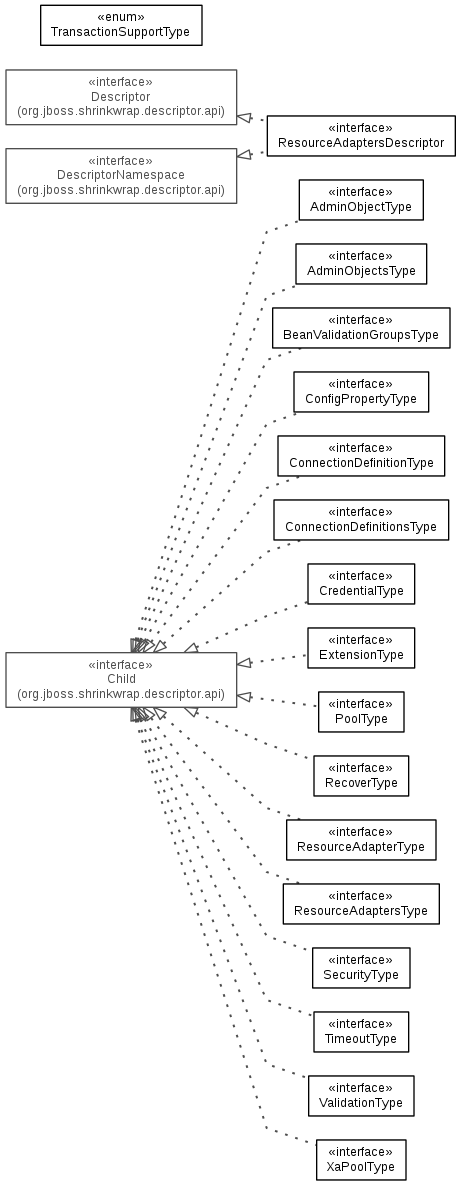 «enum»
TransactionSupportType
«interface»
Descriptor
(org.jboss.shrinkwrap.descriptor.api)
«interface»
ResourceAdaptersDescriptor
«interface»
DescriptorNamespace
(org.jboss.shrinkwrap.descriptor.api)
«interface»
AdminObjectType
«interface»
AdminObjectsType
«interface»
BeanValidationGroupsType
«interface»
ConfigPropertyType
«interface»
ConnectionDefinitionType
«interface»
ConnectionDefinitionsType
«interface»
CredentialType
«interface»
ExtensionType
«interface»
Child
(org.jboss.shrinkwrap.descriptor.api)
«interface»
PoolType
«interface»
RecoverType
«interface»
ResourceAdapterType
«interface»
ResourceAdaptersType
«interface»
SecurityType
«interface»
TimeoutType
«interface»
ValidationType
«interface»
XaPoolType